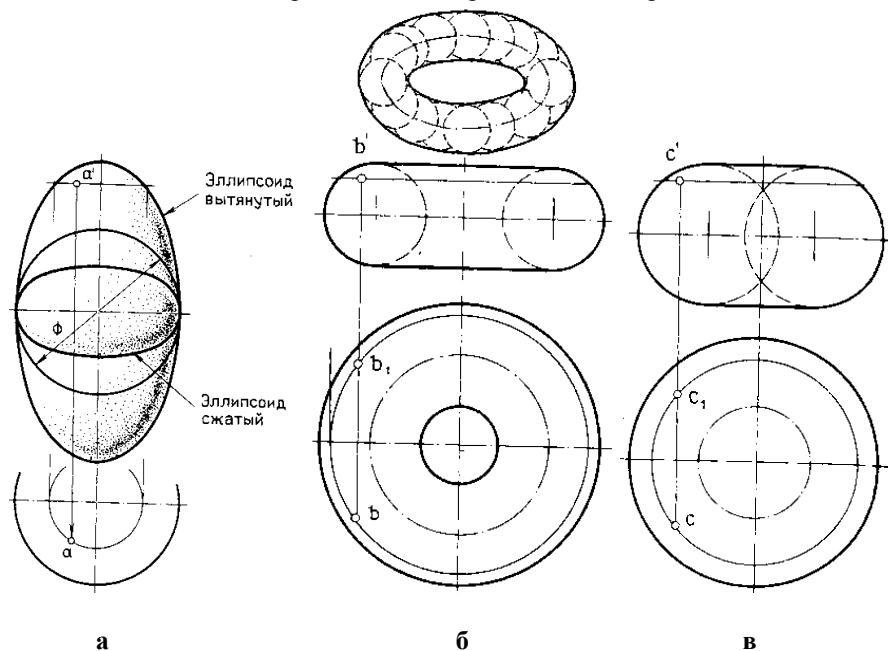 b'
c'
α'
Эллипсоид
вытянутый
ф
b₁
c₁
Эллипсоид
сжатый
b
c
α
а
б
в